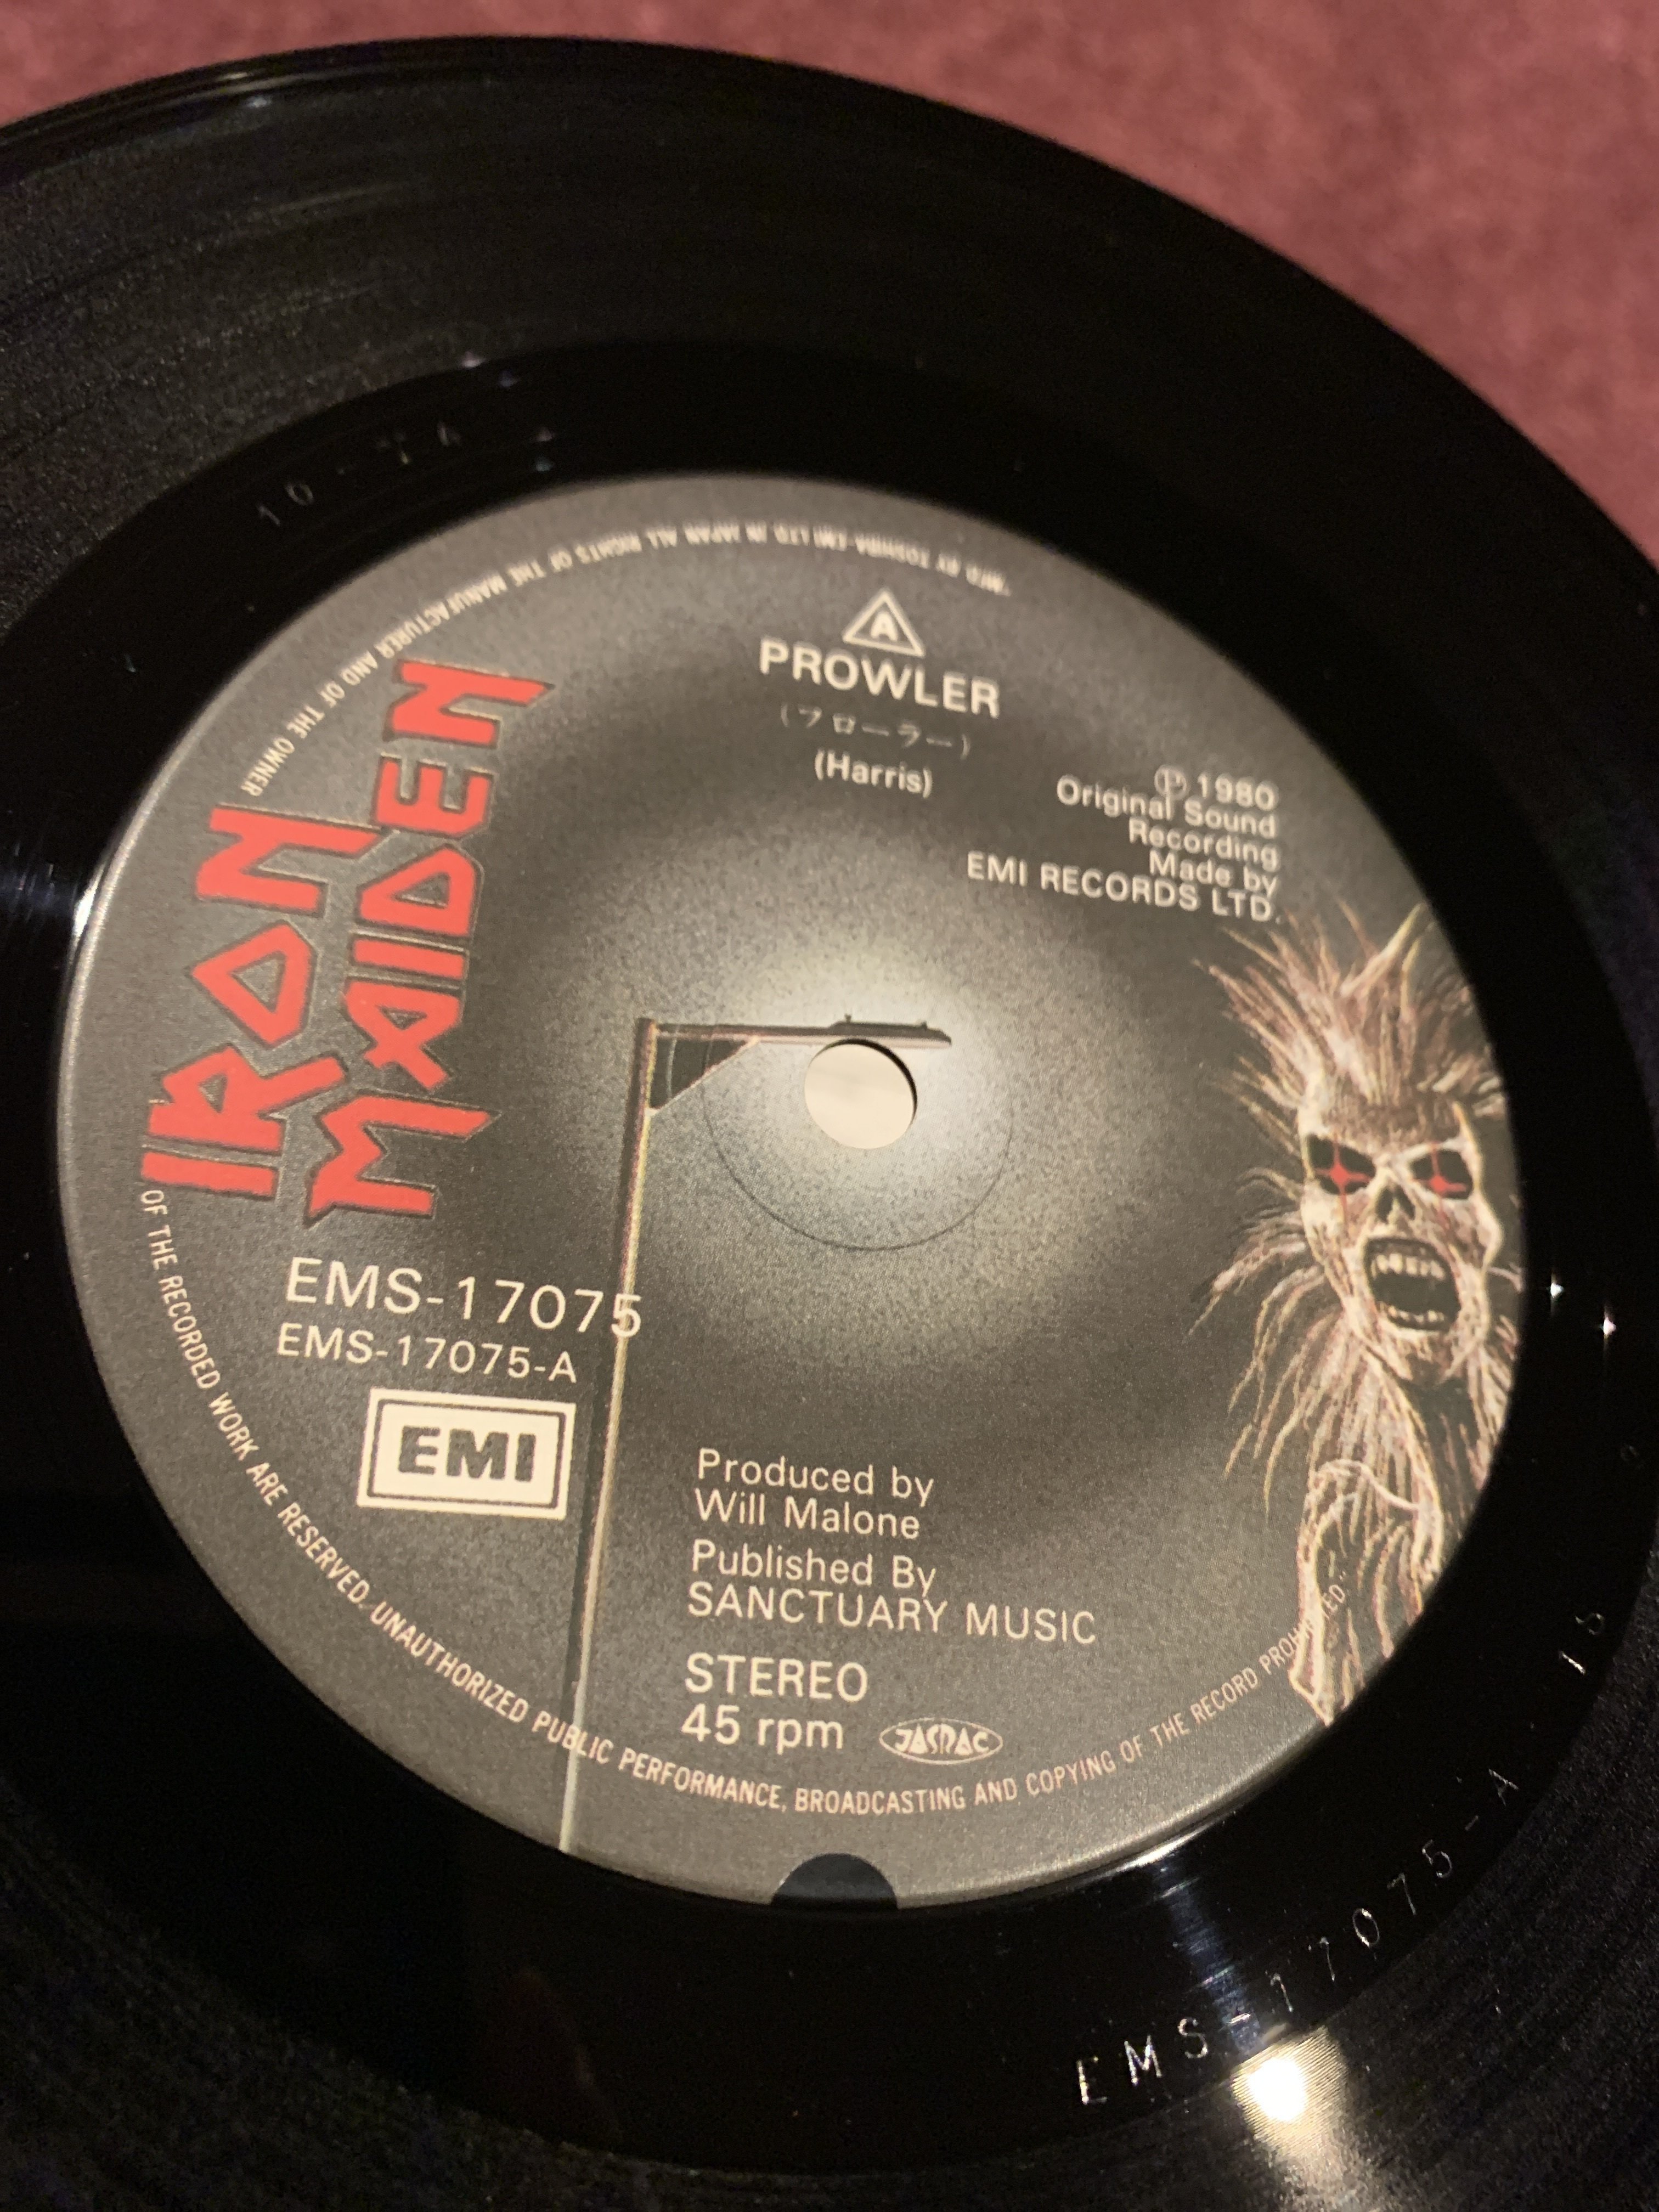 "MFD. BY TOSHIBA-EMI LTD. IN JAPAN ALL RIGHTS OF THE MANUFACTURER AND OF THE OWNER
OF THE RECORDED WORK ARE RESERVED. UNAUTHORIZED PUBLIC PERFORMANCE, BROADCASTING AND COPYING OF THE RECORD PROHIBITED."
A
PROWLER
(プローラー)
(Harris)
Ⓟ 1980
Original Sound
Recording
Made by
EMI RECORDS LTD.
IRON
MAIDEN
EMS-17075
EMS-17075-A
EMI
Produced by
Will Malone
Published By
SANCTUARY MUSIC
STEREO
45 rpm
JASRAC
EMS-17075-A 1S